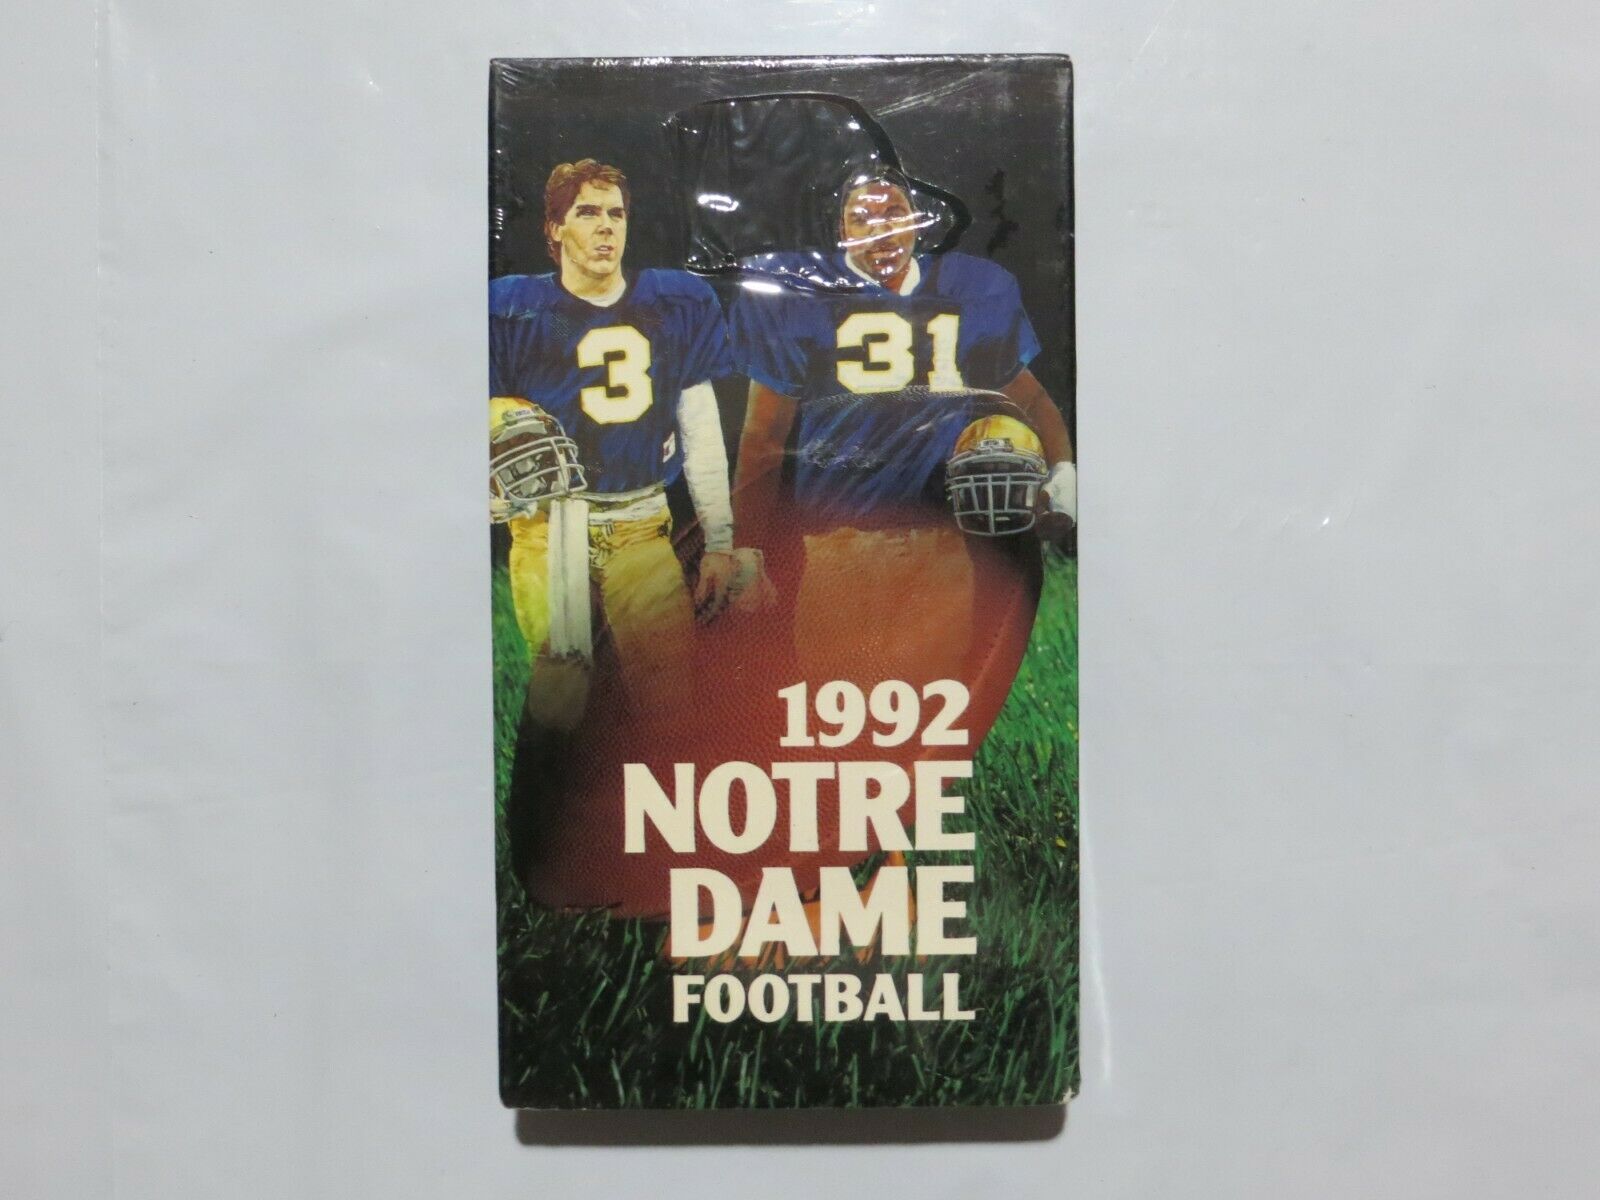 3
31
1992
NOTRE
DAME
FOOTBALL